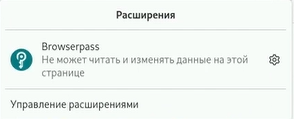 Расширения
Browserpass
Не может читать и изменять данные на этой
странице
Управление расширениями